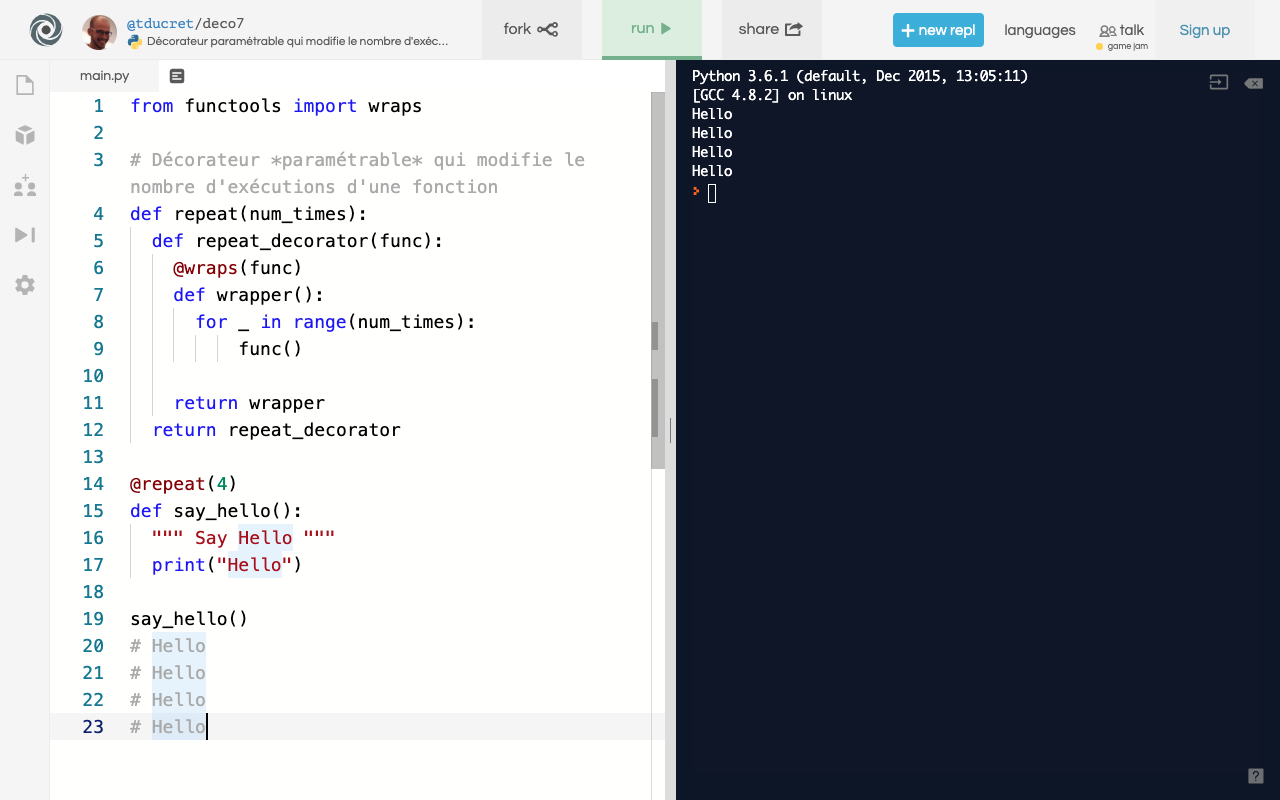 @tducret/deco7
Décorateur paramétrable qui modifie le nombre d'exéc...
fork
run
share
+ new repl
languages
talk
game jam
Sign up
main.py
1 from functools import wraps
2
3 # Décorateur *paramétrable* qui modifie le
nombre d'exécutions d'une fonction
4 def repeat(num_times):
5 def repeat_decorator(func):
6 @wraps(func)
7 def wrapper():
8 for _ in range(num_times):
9 func()
10
11 return wrapper
12 return repeat_decorator
13
14 @repeat(4)
15 def say_hello():
16 """ Say Hello """
17 print("Hello")
18
19 say_hello()
20 # Hello
21 # Hello
22 # Hello
23 # Hello
Python 3.6.1 (default, Dec 2015, 13:05:11)
[GCC 4.8.2] on linux
Hello
Hello
Hello
Hello
?